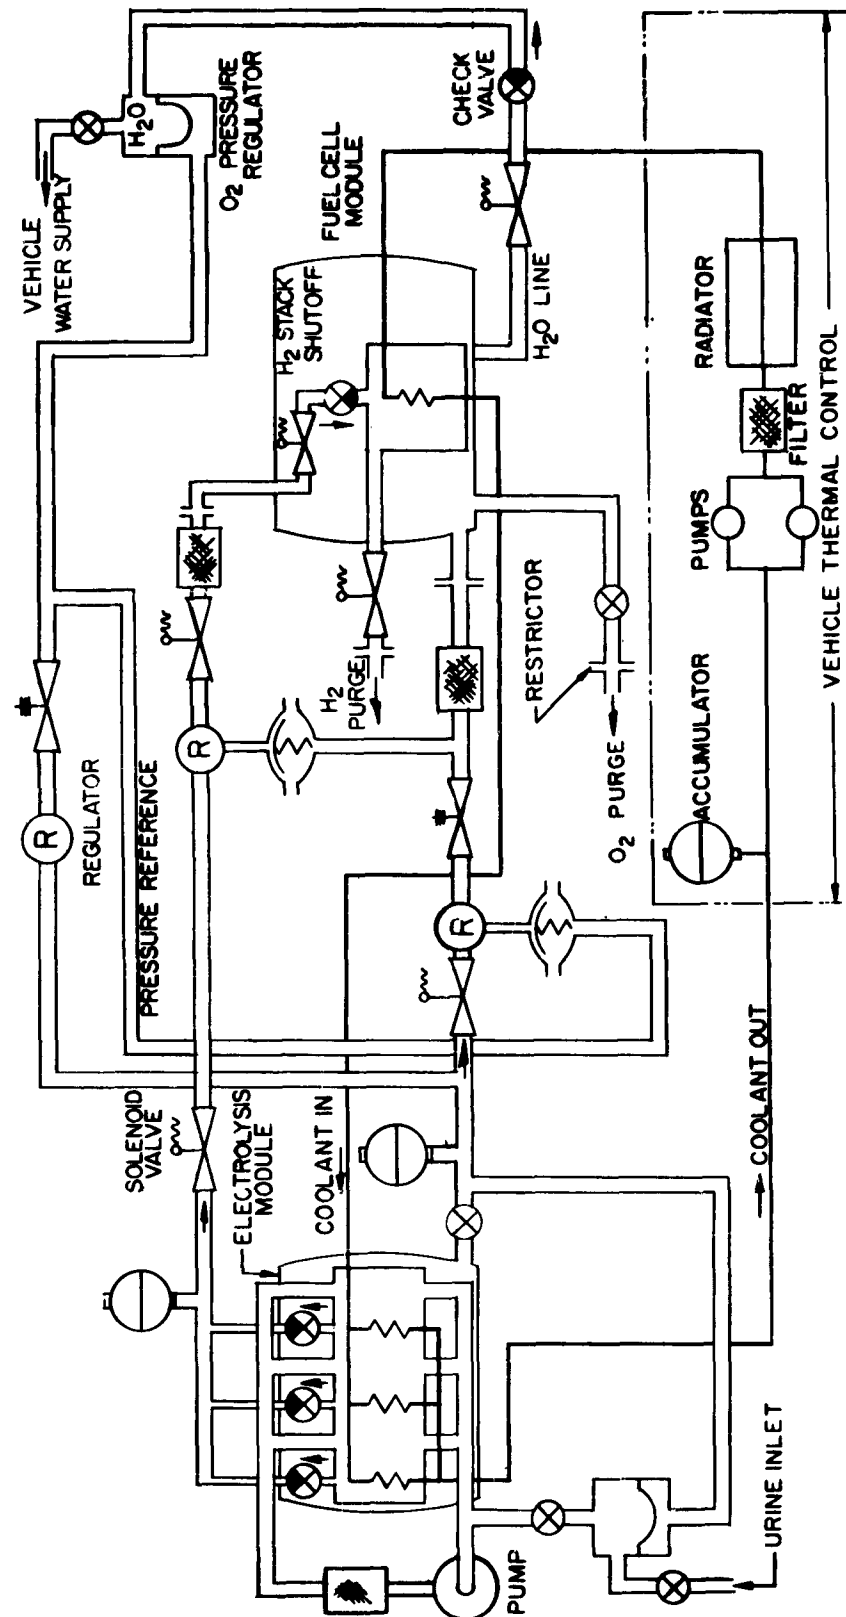 VEHICLE
WATER SUPPLY
H₂O
O₂ PRESSURE
REGULATOR
CHECK
VALVE
FUEL CELL
MODULE
H₂ STACK
SHUTOFF
H₂O LINE
RADIATOR
FILTER
PUMPS
VEHICLE THERMAL CONTROL
RESTRICTOR
H₂
PURGE
O₂ PURGE
ACCUMULATOR
R
REGULATOR
R
R
PRESSURE REFERENCE
SOLENOID
VALVE
ELECTROLYSIS
MODULE
COOLANT IN
COOLANT OUT
PUMP
URINE INLET